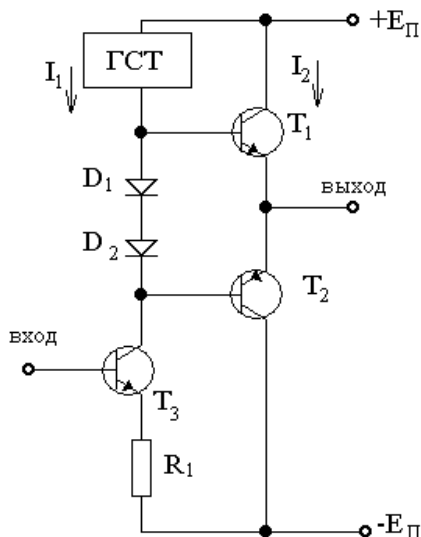 +Eп
ГСТ
I1
I2
T1
D1
выход
D2
T2
вход
T3
R1
-Eп